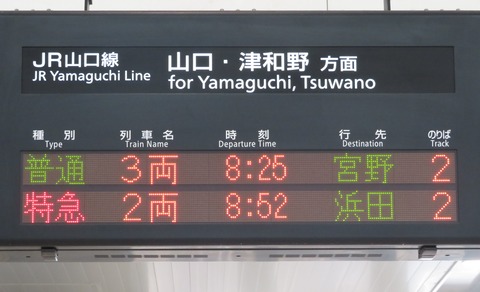 JR山口線 山口・津和野 方面
JR Yamaguchi Line for Yamaguchi, Tsuwano
種別 列車名 時刻 行先 のりば
Type Train Name Departure Time Destination Track
普通 3両 8:25 宮野 2
特急 2両 8:52 浜田 2